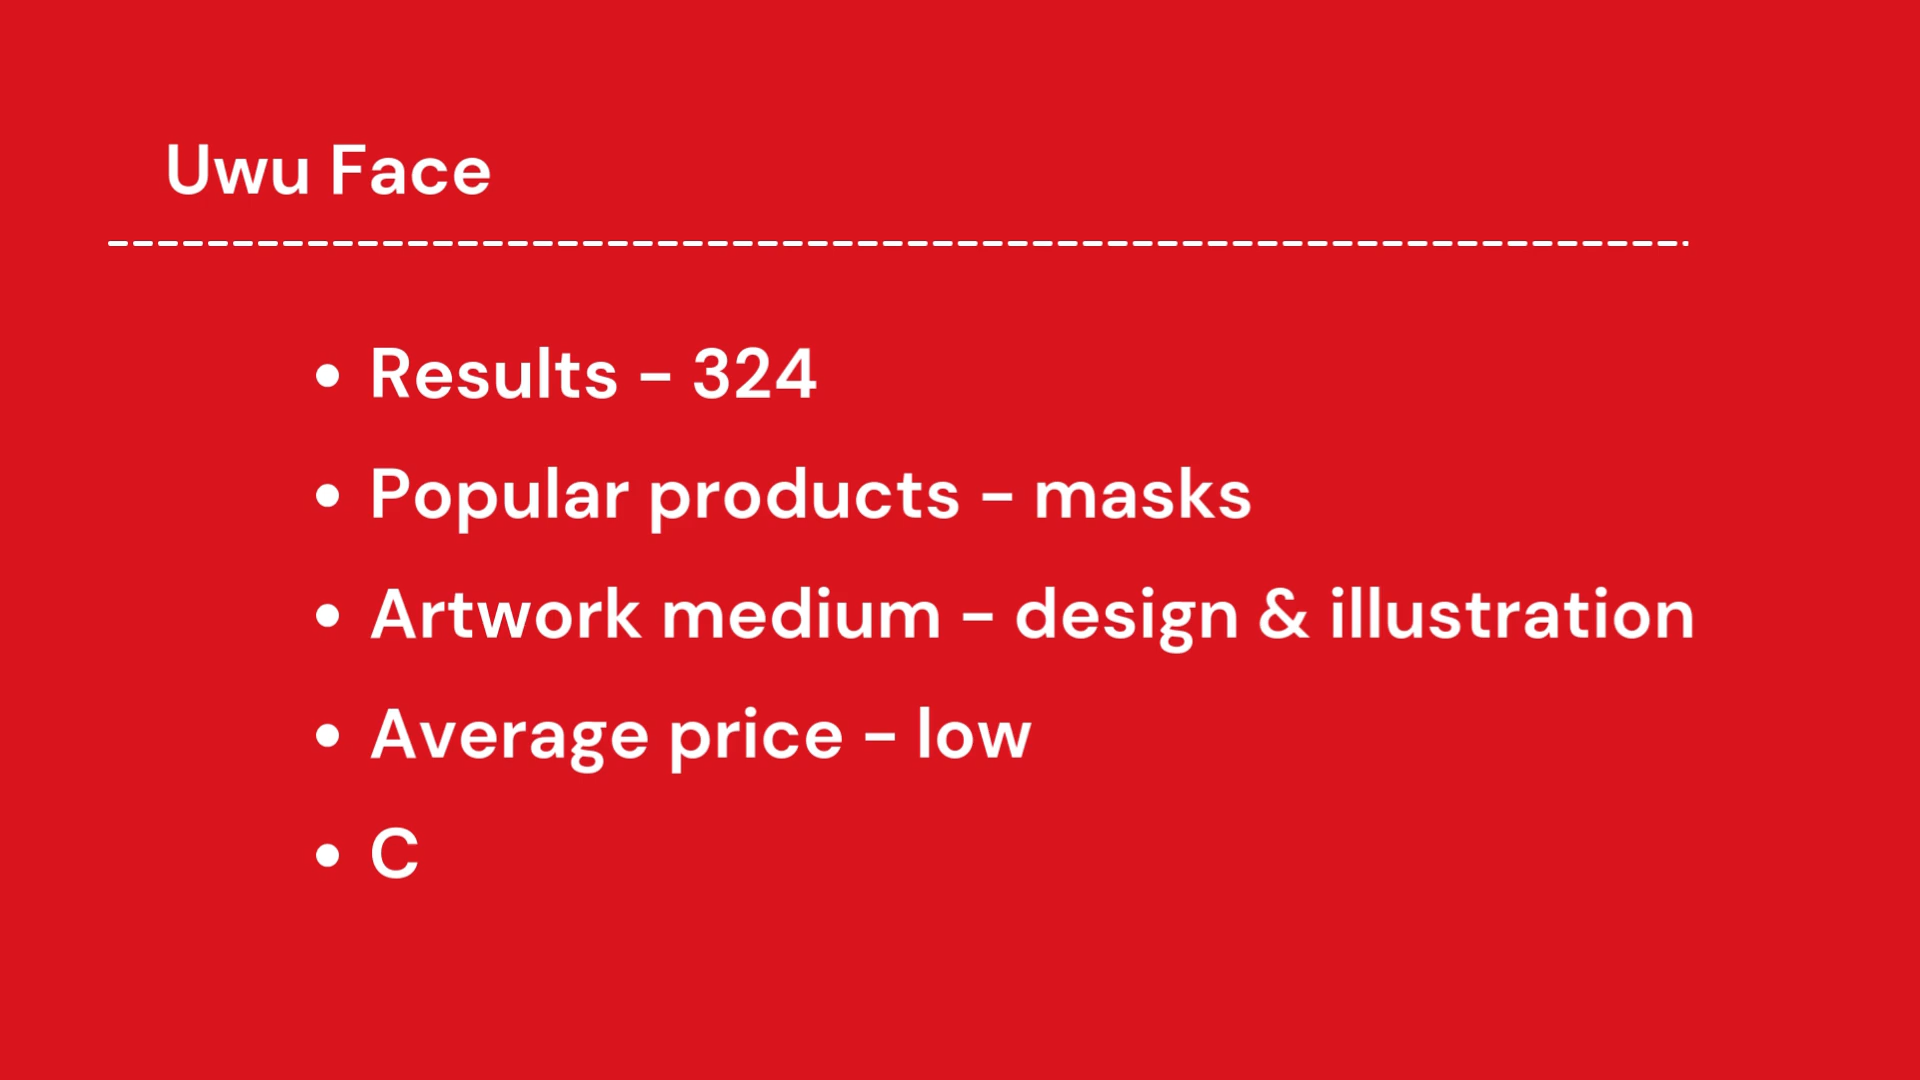 Uwu Face
• Results - 324
• Popular products - masks
• Artwork medium - design & illustration
• Average price - low
• C